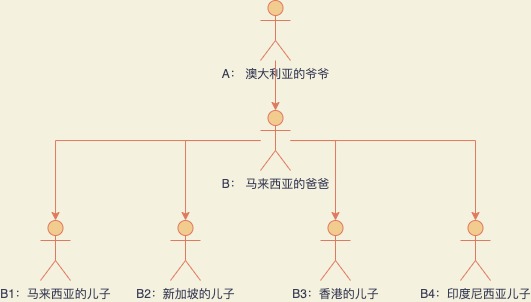 A： 澳大利亚的爷爷
B： 马来西亚的爸爸
B1：马来西亚的儿子
B2：新加坡的儿子
B3：香港的儿子
B4：印度尼西亚儿子